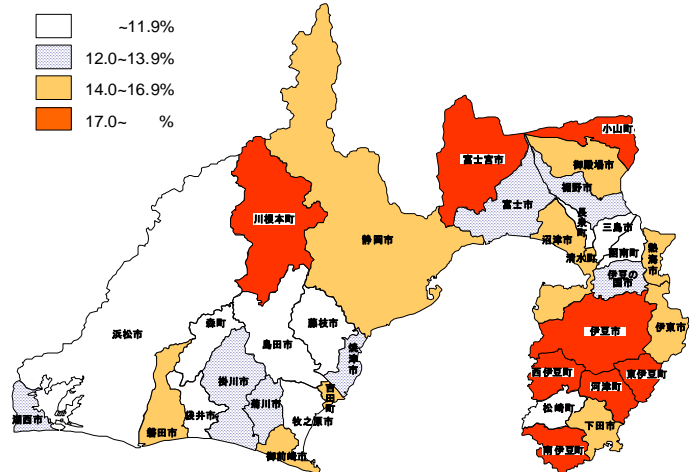 ~11.9%
12.0~13.9%
14.0~16.9%
17.0~ %
小山町
富士宮市
御殿場市
裾野市
富士市
川根本町
長泉町
三島市
静岡市
沼津市
清水町
函南町
熱海市
伊豆の国市
浜松市
森町
藤枝市
島田市
伊豆市
伊東市
焼津市
掛川市
西伊豆町
東伊豆町
河津町
吉田町
菊川市
湖西市
袋井市
牧之原市
松崎町
磐田市
下田市
御前崎市
南伊豆町